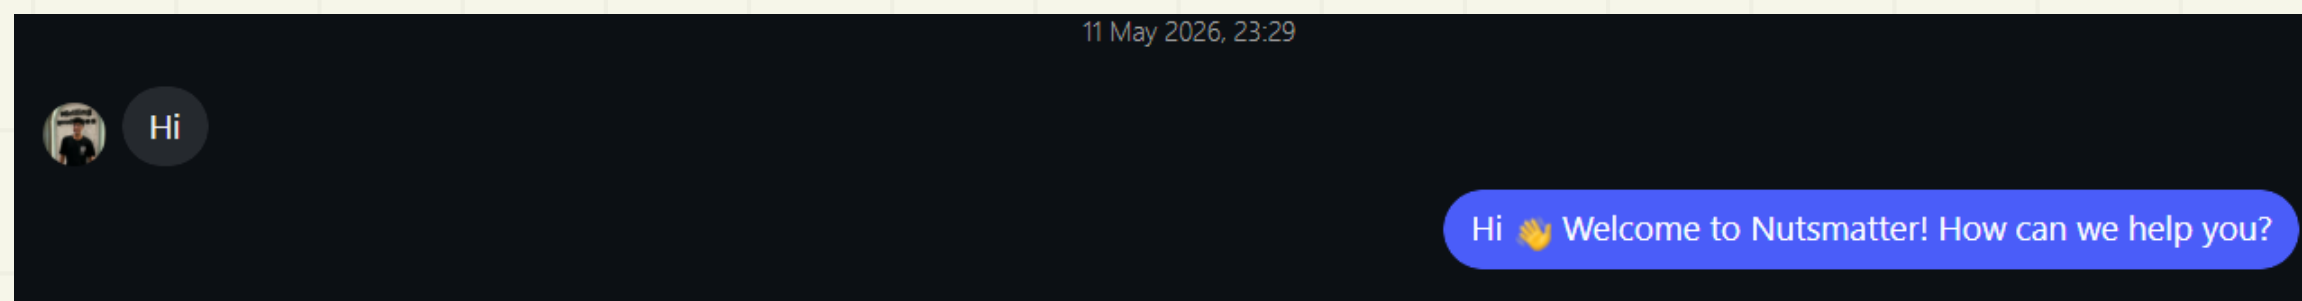 11 May 2026, 23:29
Hi
Hi 👋 Welcome to Nutsmatter! How can we help you?